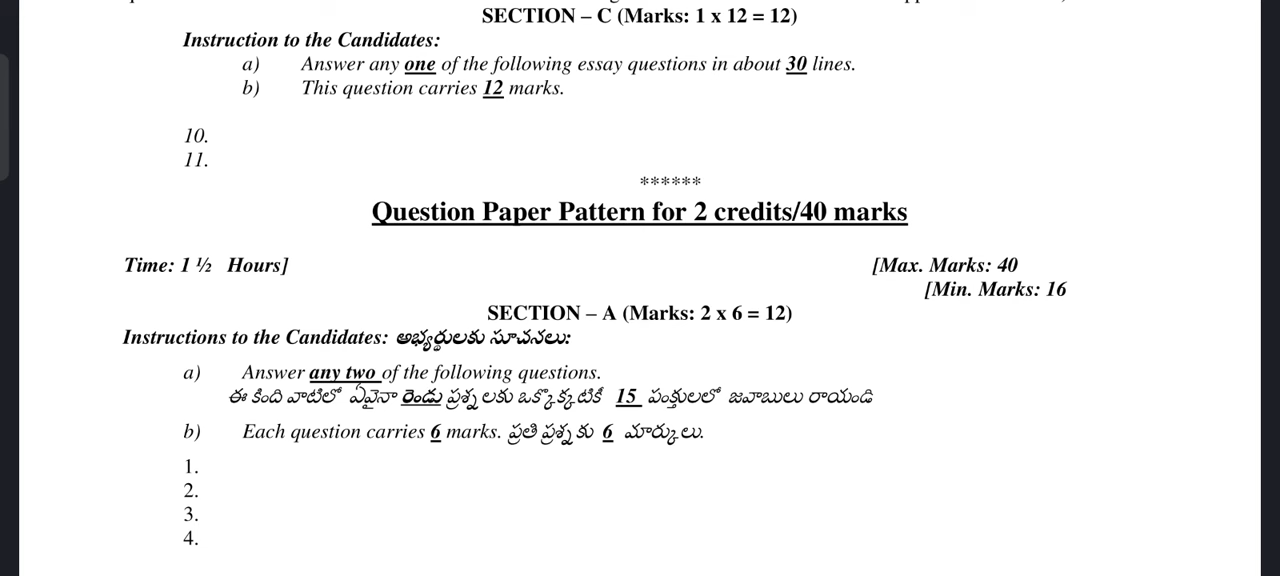 SECTION – C (Marks: 1 x 12 = 12)
Instruction to the Candidates:
a) Answer any one of the following essay questions in about 30 lines.
b) This question carries 12 marks.
10.
11.
******
Question Paper Pattern for 2 credits/40 marks
Time: 1 ½ Hours] [Max. Marks: 40
[Min. Marks: 16
SECTION – A (Marks: 2 x 6 = 12)
Instructions to the Candidates: అభ్యర్థులకు సూచనలు:
a) Answer any two of the following questions.
ఈ కింది వాటిలో ఏవైనా రెండు ప్రశ్నలకు ఒక్కొక్కటికీ 15 పంక్తులలో జవాబులు రాయండి
b) Each question carries 6 marks. ప్రతి ప్రశ్నకు 6 మార్కులు.
1.
2.
3.
4.